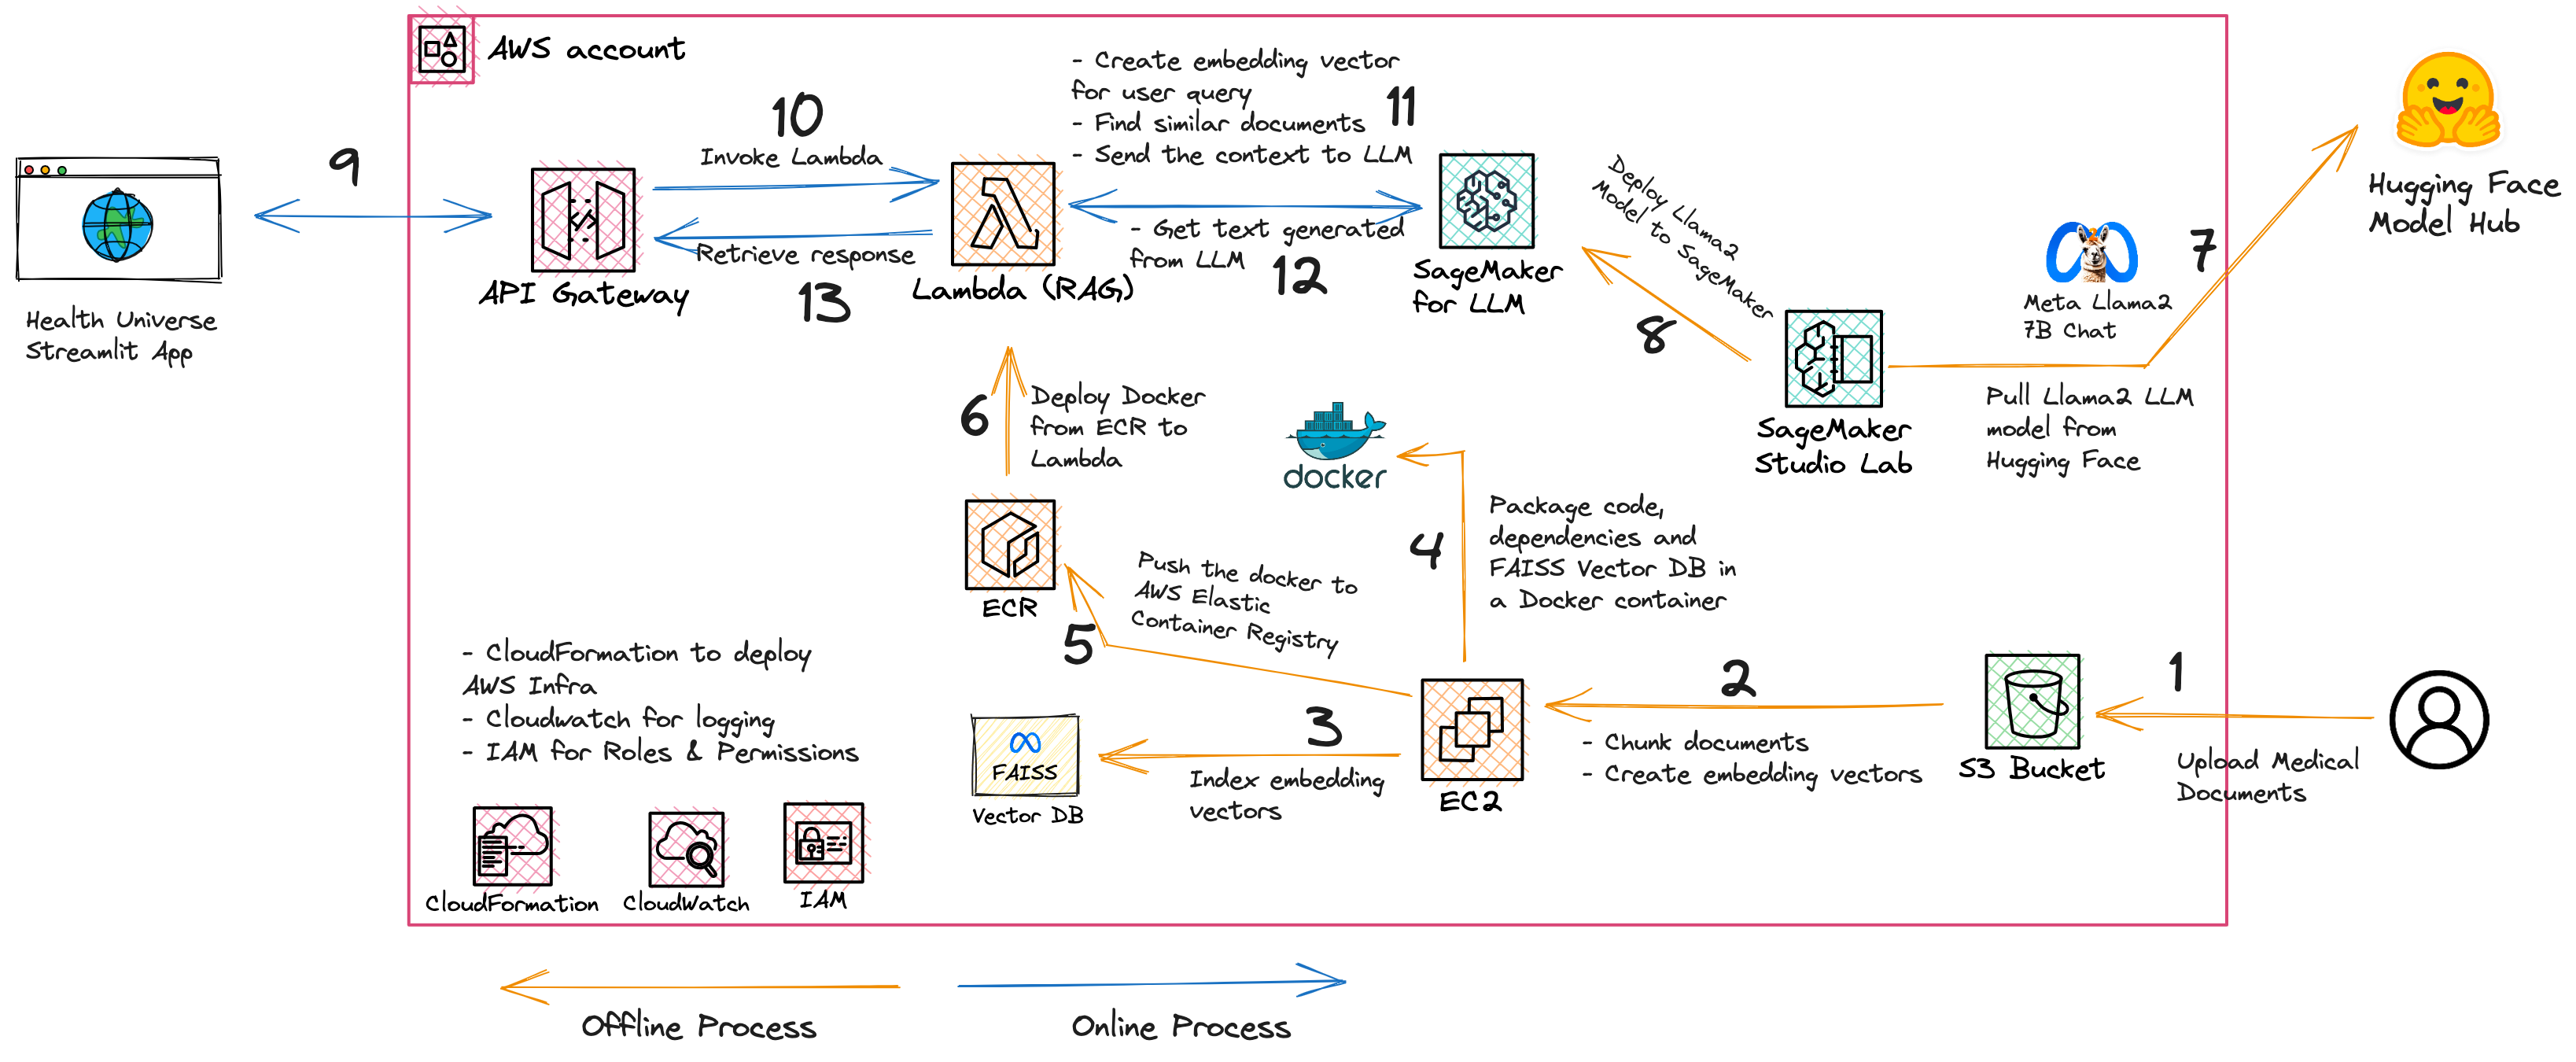 AWS account
- Create embedding vector
for user query
- Find similar documents
- Send the context to LLM
11
10
Invoke Lambda
9
Health Universe
Streamlit App
API Gateway
Retrieve response
13
Lambda (RAG)
- Get text generated
from LLM
12
SageMaker
for LLM
Deploy Llama2
Model to SageMaker
8
Hugging Face
Model Hub
7
Meta Llama2
7B Chat
SageMaker
Studio Lab
Pull Llama2 LLM
model from
Hugging Face
6
Deploy Docker
from ECR to
Lambda
docker
ECR
4
Package code,
dependencies and
FAISS Vector DB in
a Docker container
Push the docker to
AWS Elastic
Container Registry
5
- CloudFormation to deploy
AWS Infra
- Cloudwatch for logging
- IAM for Roles & Permissions
FAISS
Vector DB
3
Index embedding
vectors
EC2
2
- Chunk documents
- Create embedding vectors
S3 Bucket
1
Upload Medical
Documents
CloudFormation
CloudWatch
IAM
Offline Process
Online Process